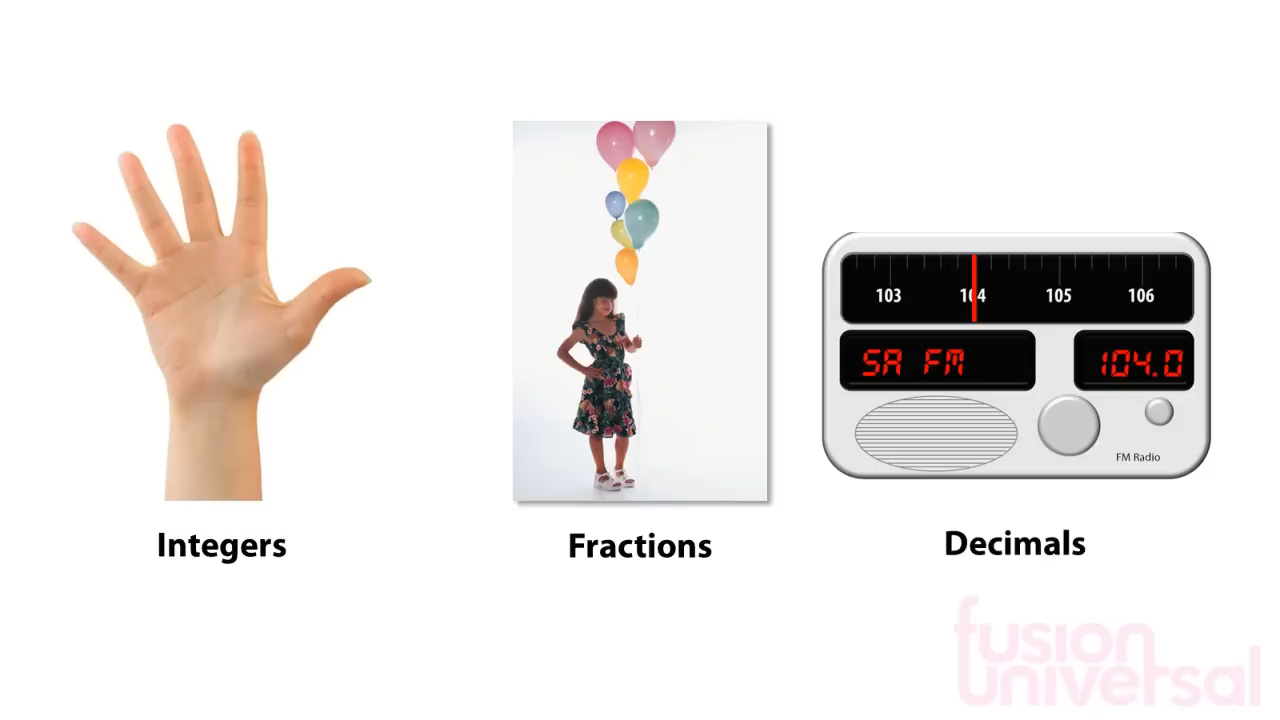 103 104 105 106
SA FM 104.0
FM Radio
Integers
Fractions
Decimals
fusion
universal